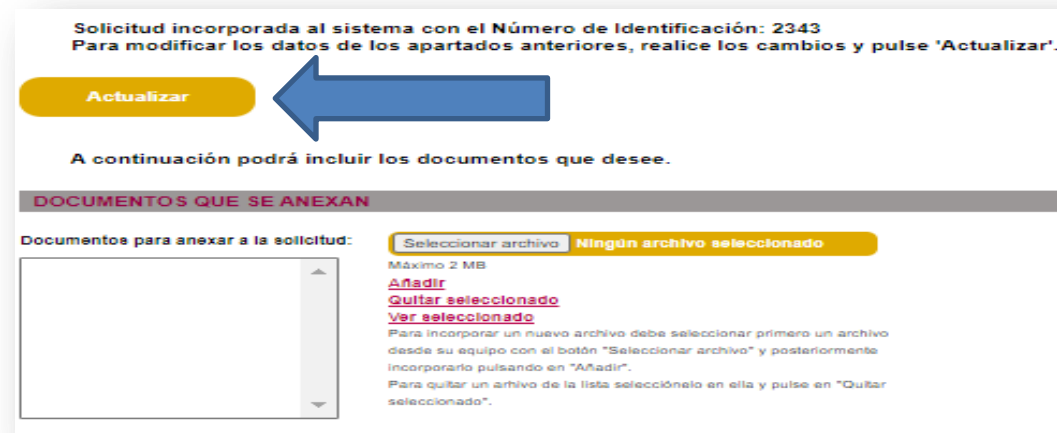 Solicitud incorporada al sistema con el Número de Identificación: 2343
Para modificar los datos de los apartados anteriores, realice los cambios y pulse 'Actualizar'.
Actualizar
A continuación podrá incluir los documentos que desee.
DOCUMENTOS QUE SE ANEXAN
Documentos para anexar a la solicitud:
Seleccionar archivo Ningún archivo seleccionado
Máximo 2 MB
Añadir
Quitar seleccionado
Ver seleccionado
Para incorporar un nuevo archivo debe seleccionar primero un archivo
desde su equipo con el botón "Seleccionar archivo" y posteriormente
incorporarlo pulsando en "Añadir".
Para quitar un arhivo de la lista selecciónelo en ella y pulse en "Quitar
seleccionado".